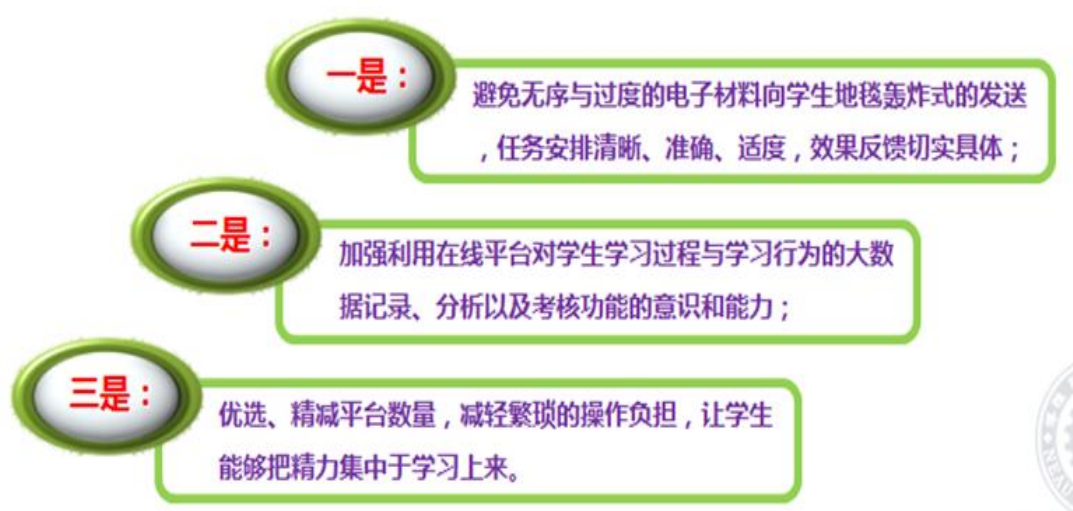 一是：
避免无序与过度的电子材料向学生地毯轰炸式的发送
，任务安排清晰、准确、适度，效果反馈切实具体；
二是：
加强利用在线平台对学生学习过程与学习行为的大数
据记录、分析以及考核功能的意识和能力；
三是：
优选、精减平台数量，减轻繁琐的操作负担，让学生
能够把精力集中于学习上来。
NEAU